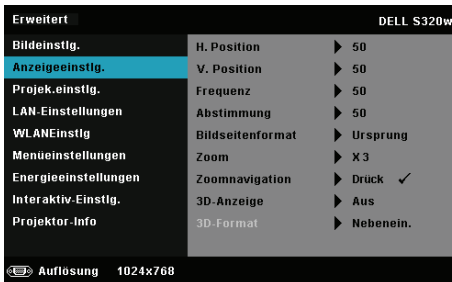 Erweitert DELL S320w
Bildeinstlg. H. Position 50
Anzeigeeinstlg. V. Position 50
Projek.einstlg. Frequenz 50
LAN-Einstellungen Abstimmung 50
WLANEinstlg Bildseitenformat Ursprung
Menüeinstellungen Zoom X 3
Energieeinstellungen Zoomnavigation Drück ✓
Interaktiv-Einstlg. 3D-Anzeige Aus
Projektor-Info 3D-Format Nebenein.
Auflösung 1024x768